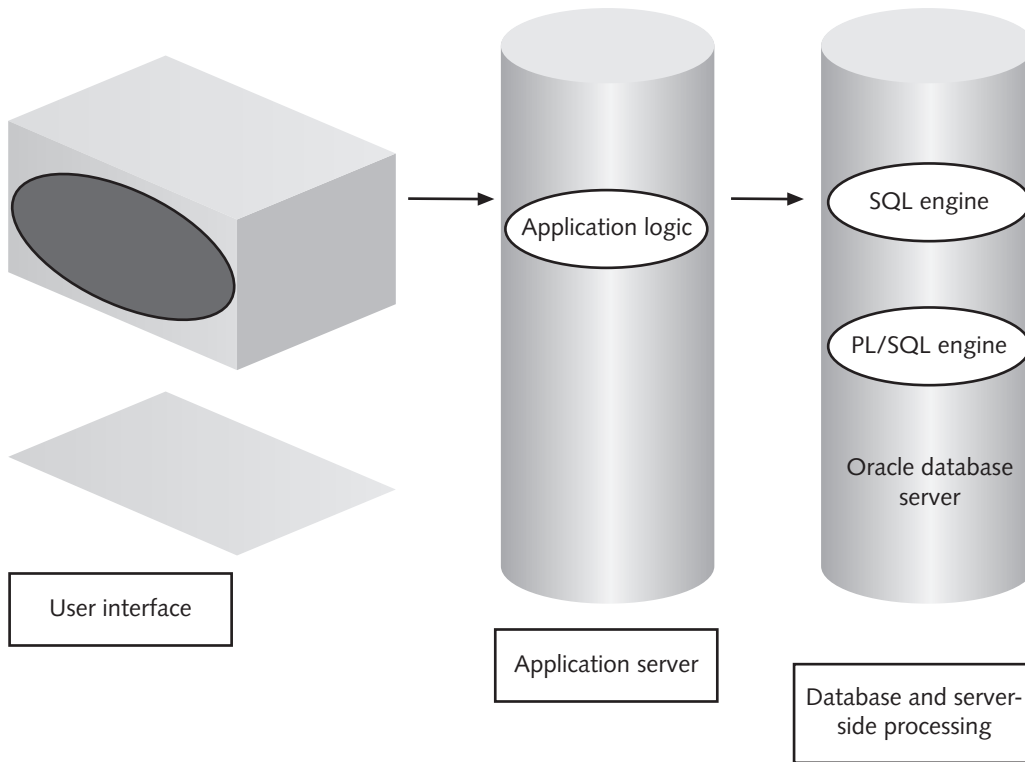 Application logic
SQL engine
PL/SQL engine
Oracle database
server
User interface
Application server
Database and server-
side processing